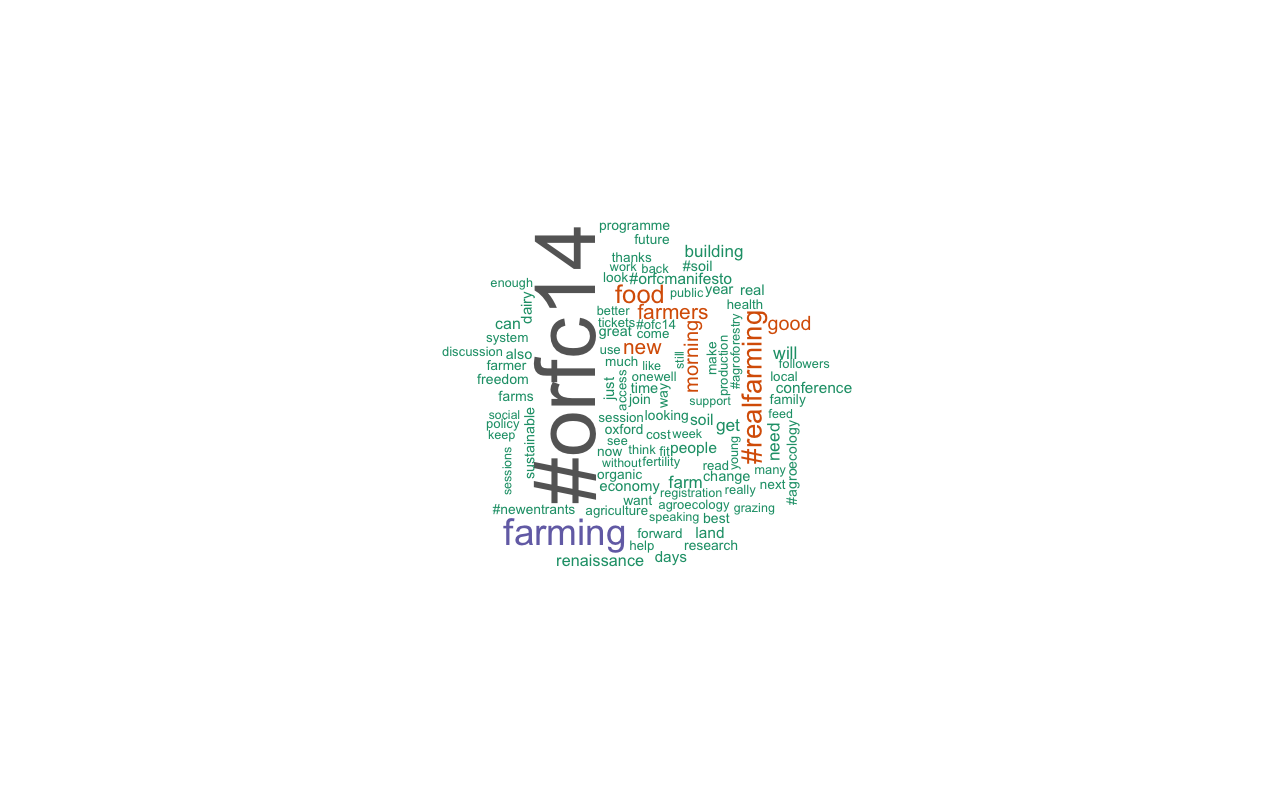 programme
future
building
thanks
work
back
#soil
look
#orfcmanifesto
enough
food
public
year
real
dairy
health
better
farmers
can
tickets
#ofc14
good
great
come
system
#orfc14
use
new
morning
still
make
production
#agroforestry
#realfarming
will
discussion
also
much
like
followers
farmer
onewell
local
freedom
just
access
time
way
conference
farms
join
support
family
social
session
looking
soil
feed
policy
oxford
cost
week
get
need
keep
see
sustainable
now
think
fit
people
young
#agroecology
sessions
without
fertility
read
many
organic
change
economy
farm
next
registration
really
want
agroecology
grazing
#newentrants
agriculture
speaking
best
farming
forward
land
help
research
renaissance
days